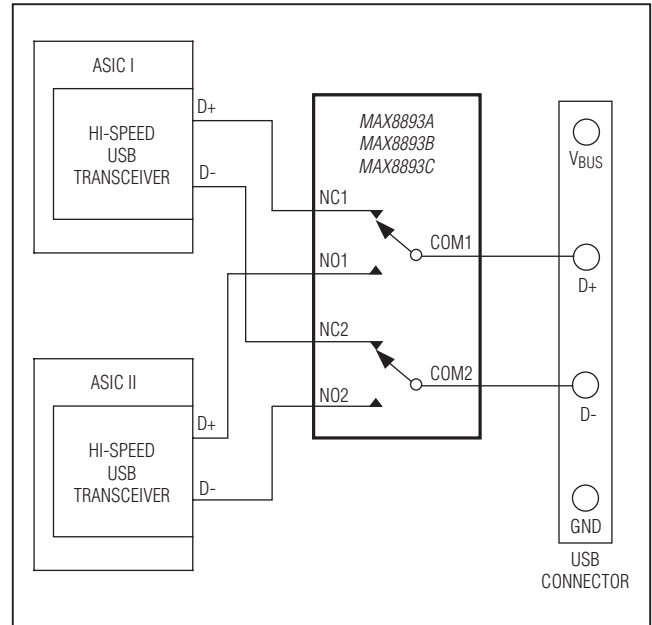 ASIC I
HI-SPEED
USB
TRANSCEIVER
D+
D-
MAX8893A
MAX8893B
MAX8893C
NC1
COM1
NO1
NC2
COM2
NO2
ASIC II
HI-SPEED
USB
TRANSCEIVER
D+
D-
VBUS
D+
D-
GND
USB
CONNECTOR